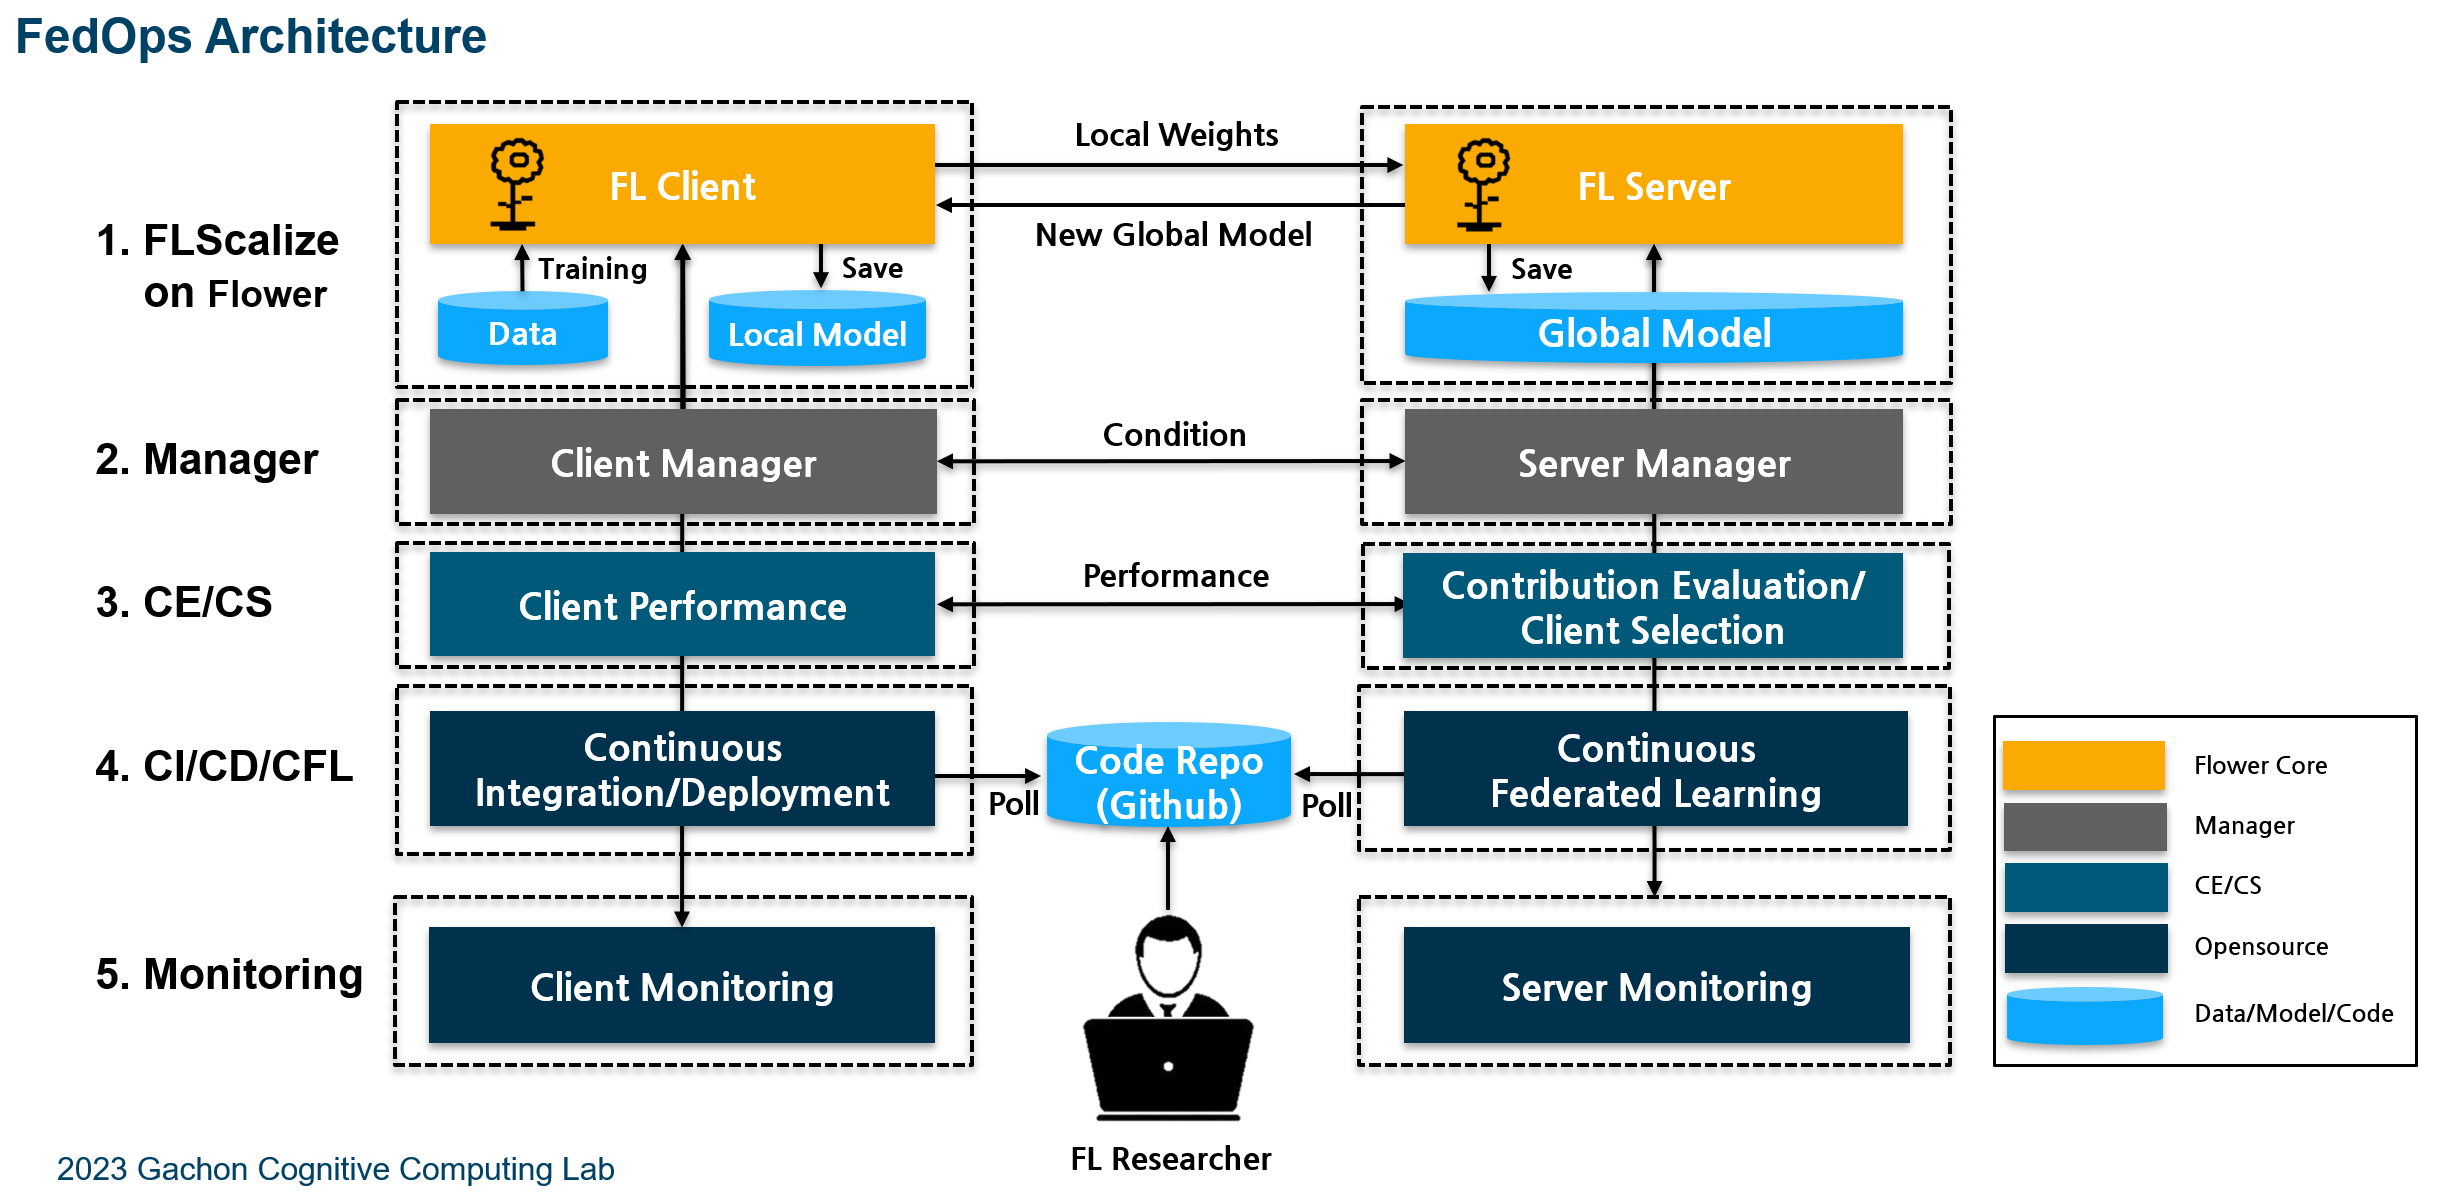 FedOps Architecture
1. FLScalize
on Flower
FL Client
Training
Save
Data
Local Model
Local Weights
New Global Model
FL Server
Save
Global Model
2. Manager
Client Manager
Condition
Server Manager
3. CE/CS
Client Performance
Performance
Contribution Evaluation/
Client Selection
4. CI/CD/CFL
Continuous
Integration/Deployment
Poll
Code Repo
(Github)
Poll
Continuous
Federated Learning
5. Monitoring
Client Monitoring
FL Researcher
Server Monitoring
Flower Core
Manager
CE/CS
Opensource
Data/Model/Code
2023 Gachon Cognitive Computing Lab